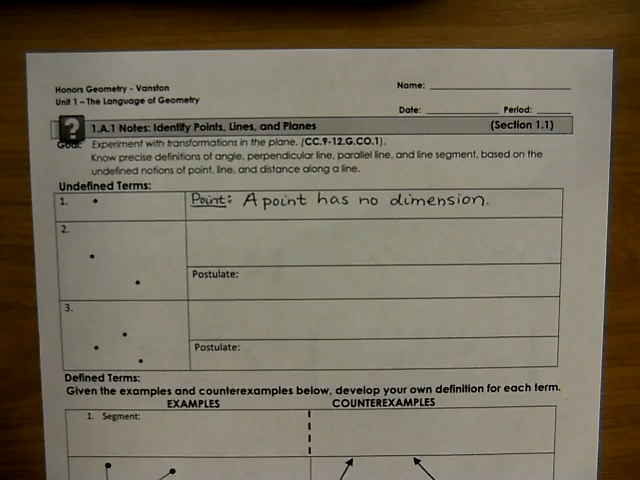 Honors Geometry - Vanston
Name:
Unit 1 – The Language of Geometry
Date: Period:
?
1.A.1 Notes: Identify Points, Lines, and Planes (Section 1.1)
Goal: Experiment with transformations in the plane. (CC.9-12.G.CO.1).
Know precise definitions of angle, perpendicular line, parallel line, and line segment, based on the
undefined notions of point, line, and distance along a line.
Undefined Terms:
1. Point: A point has no dimension.
2.
Postulate:
3.
Postulate:
Defined Terms:
Given the examples and counterexamples below, develop your own definition for each term.
EXAMPLES COUNTEREXAMPLES
1. Segment: